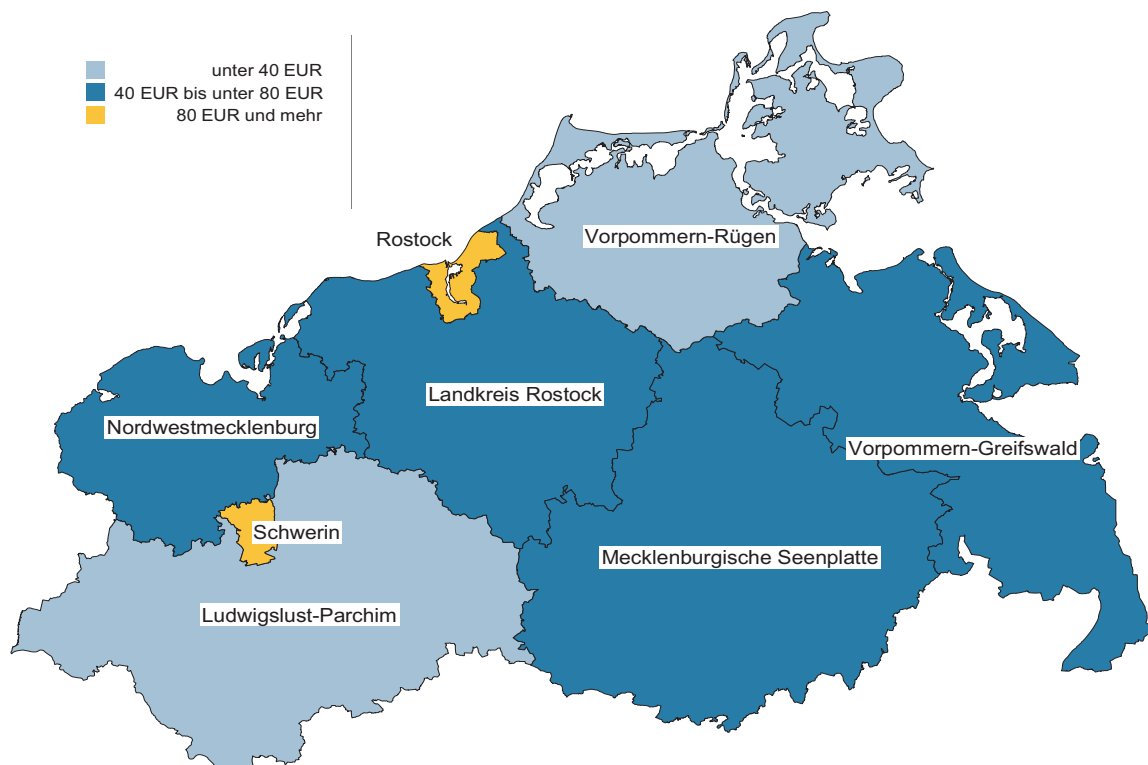 unter 40 EUR
40 EUR bis unter 80 EUR
80 EUR und mehr
Rostock
Vorpommern-Rügen
Landkreis Rostock
Nordwestmecklenburg
Vorpommern-Greifswald
Schwerin
Mecklenburgische Seenplatte
Ludwigslust-Parchim